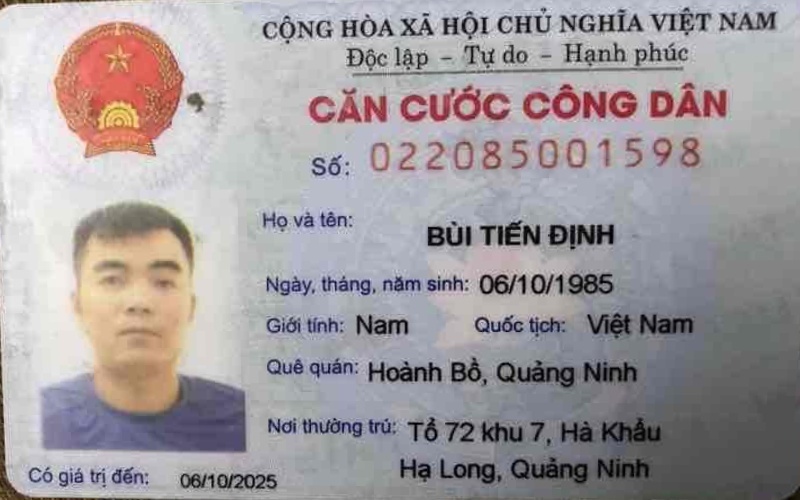 CỘNG HÒA XÃ HỘI CHỦ NGHĨA VIỆT NAM
Độc lập – Tự do – Hạnh phúc
CĂN CƯỚC CÔNG DÂN
Số: 022085001598
Họ và tên:
BÙI TIẾN ĐỊNH
Ngày, tháng, năm sinh: 06/10/1985
Giới tính: Nam Quốc tịch: Việt Nam
Quê quán: Hoành Bồ, Quảng Ninh
Nơi thường trú: Tổ 72 khu 7, Hà Khẩu
Hạ Long, Quảng Ninh
Có giá trị đến: 06/10/2025